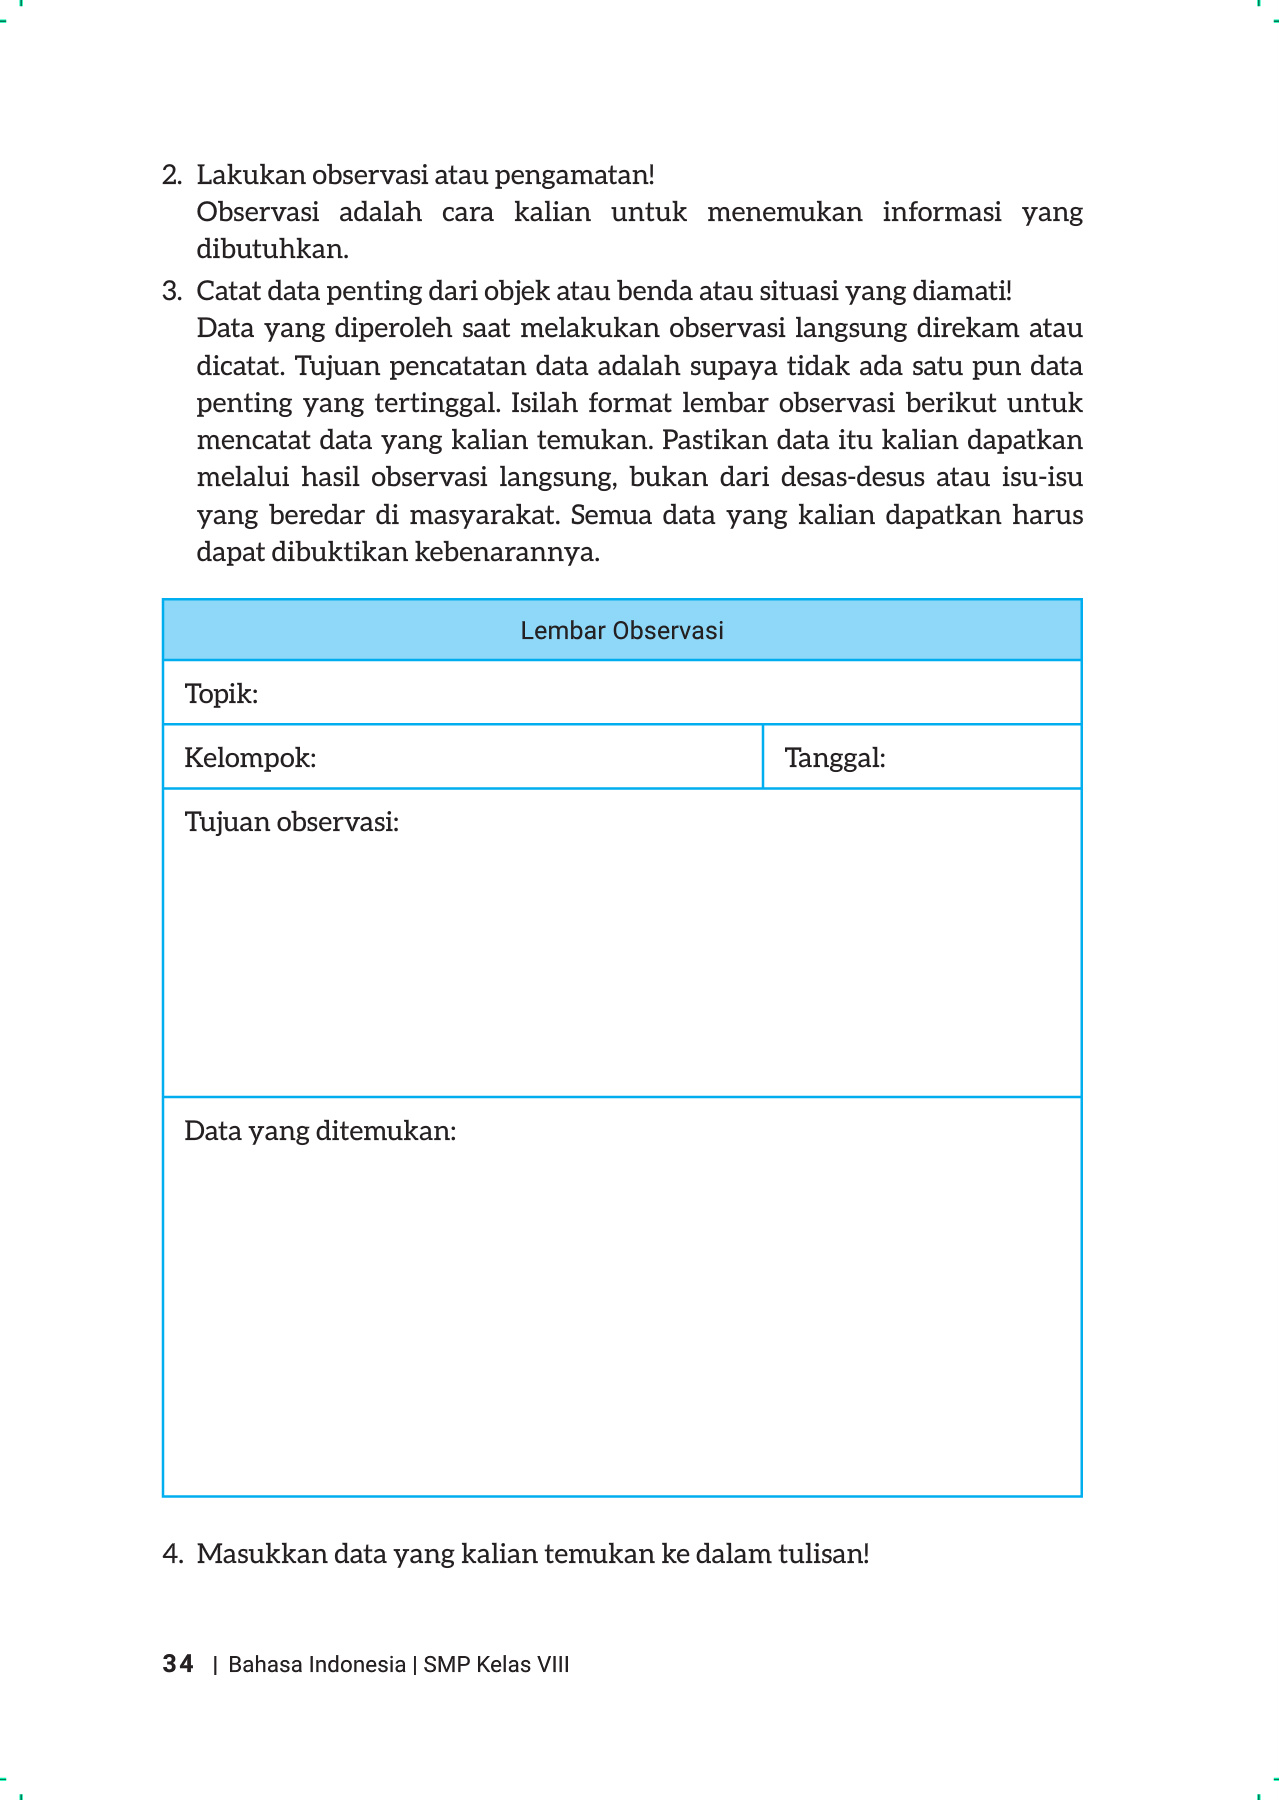 2. Lakukan observasi atau pengamatan!
Observasi adalah cara kalian untuk menemukan informasi yang
dibutuhkan.
3. Catat data penting dari objek atau benda atau situasi yang diamati!
Data yang diperoleh saat melakukan observasi langsung direkam atau
dicatat. Tujuan pencatatan data adalah supaya tidak ada satu pun data
penting yang tertinggal. Isilah format lembar observasi berikut untuk
mencatat data yang kalian temukan. Pastikan data itu kalian dapatkan
melalui hasil observasi langsung, bukan dari desas-desus atau isu-isu
yang beredar di masyarakat. Semua data yang kalian dapatkan harus
dapat dibuktikan kebenarannya.
Lembar Observasi
Topik:
Kelompok:
Tanggal:
Tujuan observasi:
Data yang ditemukan:
4. Masukkan data yang kalian temukan ke dalam tulisan!
34 | Bahasa Indonesia | SMP Kelas VIII